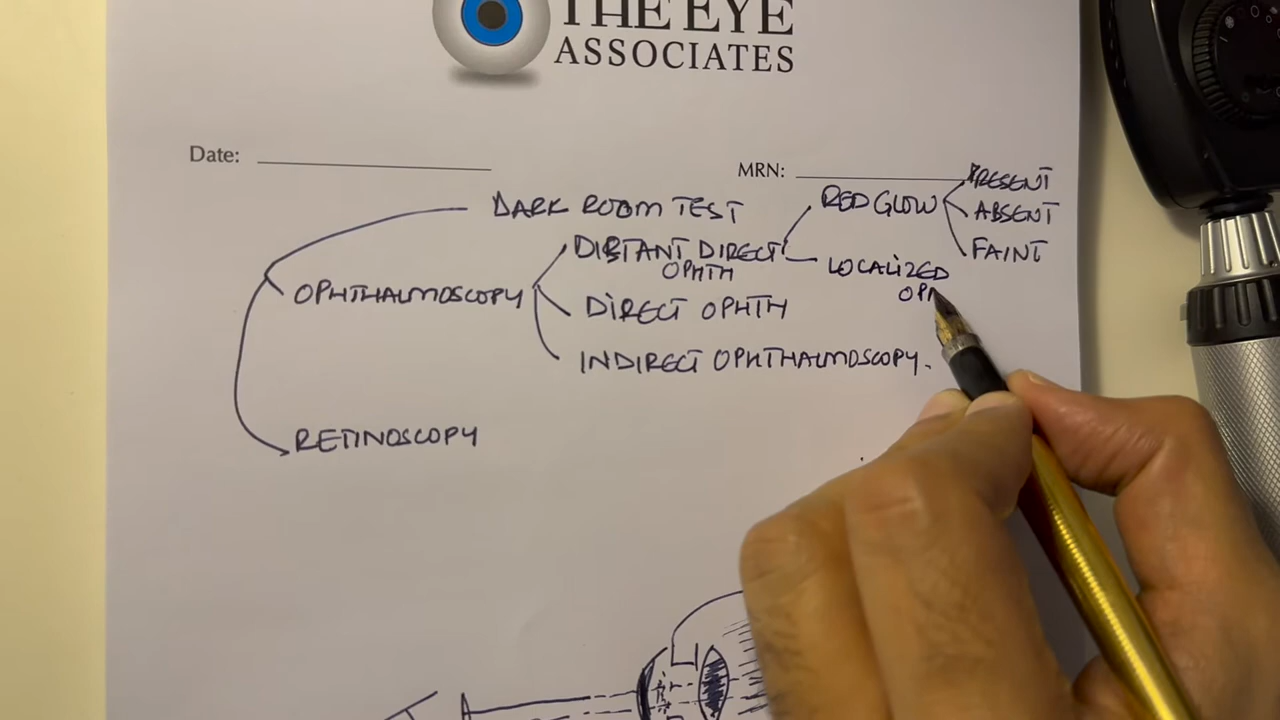 THE EYE
ASSOCIATES
Date:
MRN:
PRESENT
DARK ROOM TEST
RED GLOW
ABSENT
DISTANT DIRECT
OPHTH
FAINT
LOCALIZED
OPHTHALMOSCOPY
DIRECT OPHTH
INDIRECT OPHTHALMOSCOPY.
RETINOSCOPY